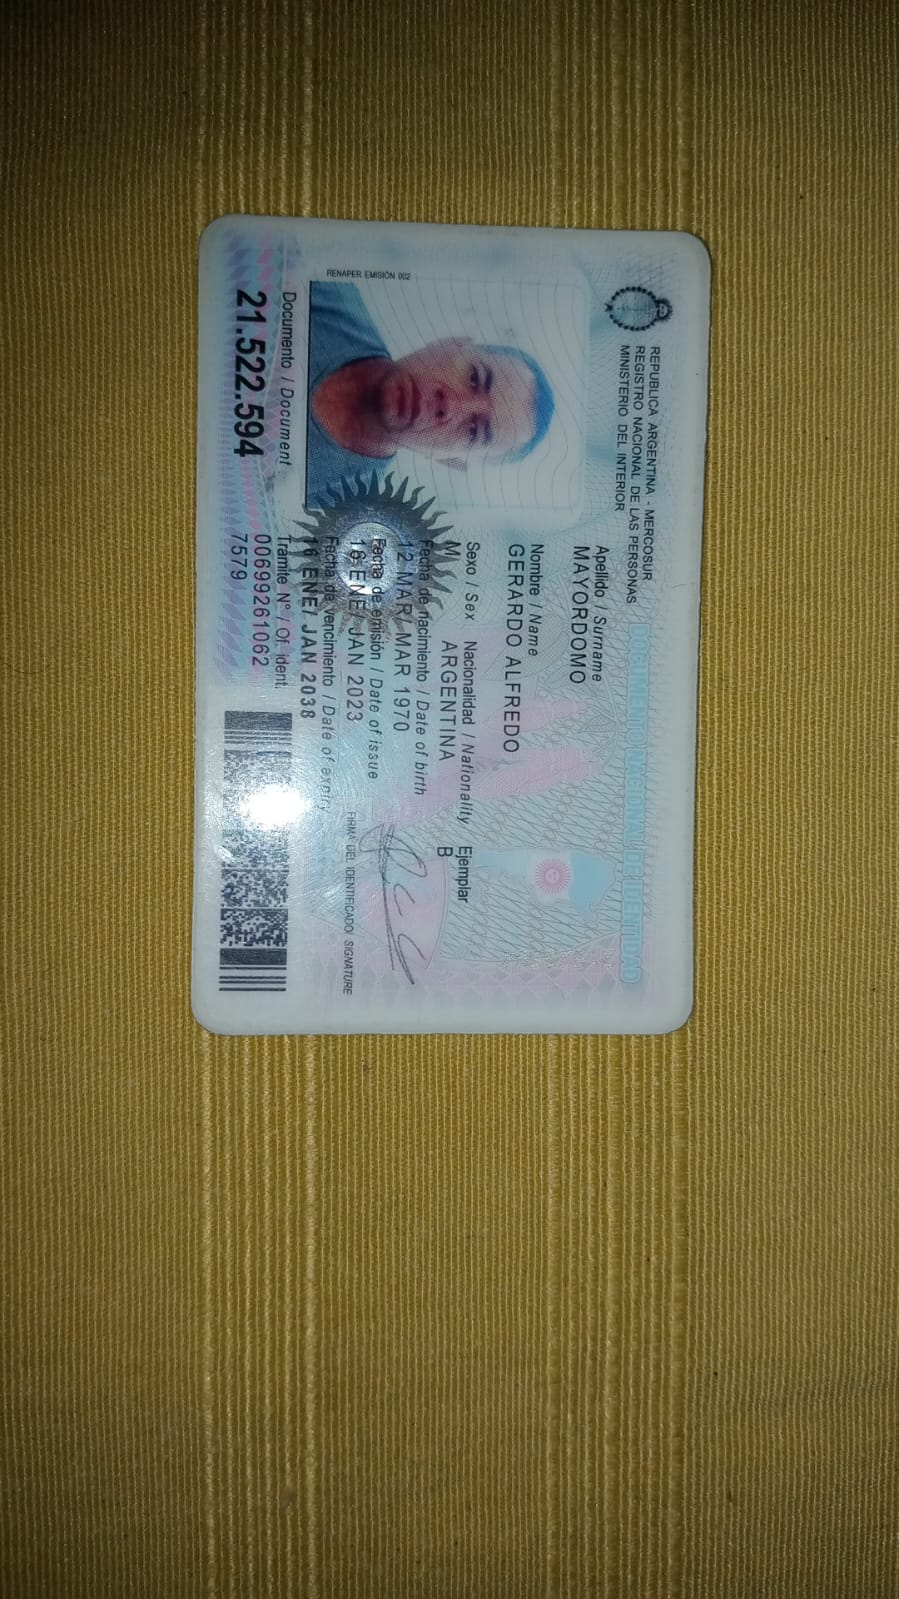 REPUBLICA ARGENTINA - MERCOSUR
REGISTRO NACIONAL DE LAS PERSONAS
MINISTERIO DEL INTERIOR
DOCUMENTO NACIONAL DE IDENTIDAD
Apellido / Surname
MAYORDOMO
Nombre / Name
GERARDO ALFREDO
Sexo / Sex Nacionalidad / Nationality Ejemplar
M ARGENTINA B
Fecha de nacimiento / Date of birth
12 MAR/ MAR 1970
Fecha de emisión / Date of issue
16 ENE/ JAN 2023
Fecha de vencimiento / Date of expiry
16 ENE/ JAN 2038
FIRMA DEL IDENTIFICADO/ SIGNATURE
RENAPER EMISIÓN 002
Documento / Document
21.522.594
Trámite N° / Of. ident.
00699261062
7579